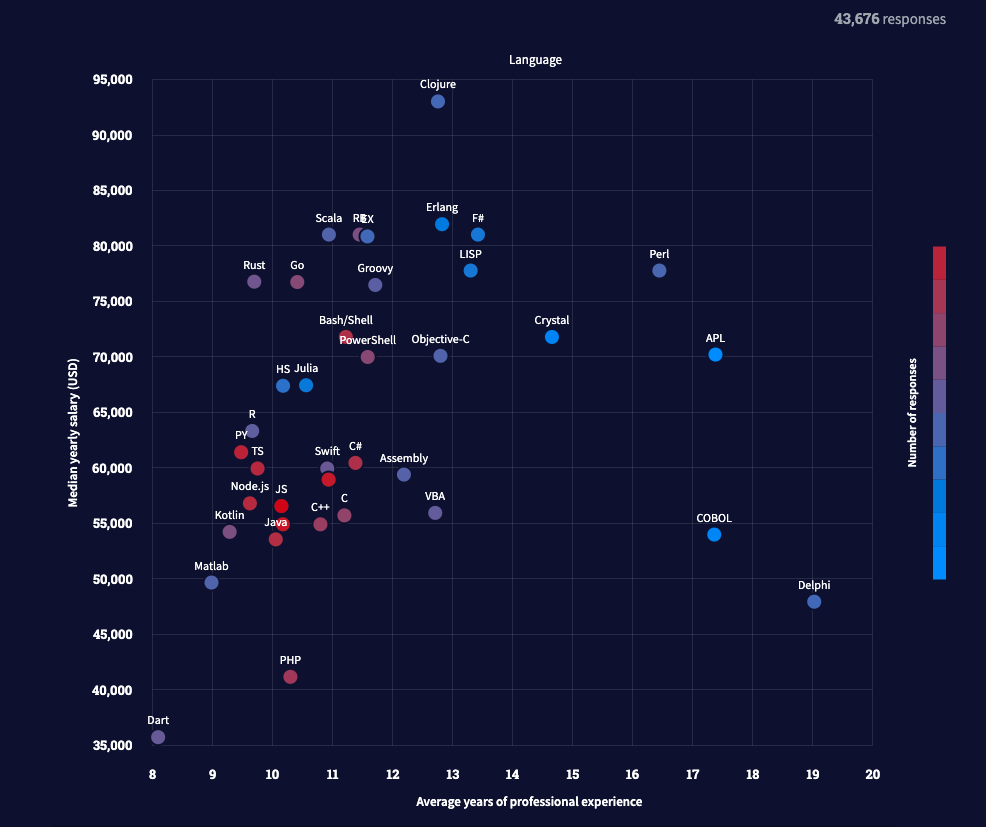 43,676 responses
Language
95,000
90,000
85,000
80,000
75,000
70,000
65,000
60,000
55,000
50,000
45,000
40,000
35,000
Median yearly salary (USD)
Clojure
Erlang
Scala
EX
F#
LISP
Perl
Rust
Go
Groovy
Bash/Shell
Crystal
PowerShell
Objective-C
APL
HS
Julia
R
PY
TS
Swift
C#
Assembly
Node.js
JS
C
VBA
C++
Kotlin
Java
COBOL
Matlab
Delphi
PHP
Dart
8
9
10
11
12
13
14
15
16
17
18
19
20
Average years of professional experience
Number of responses